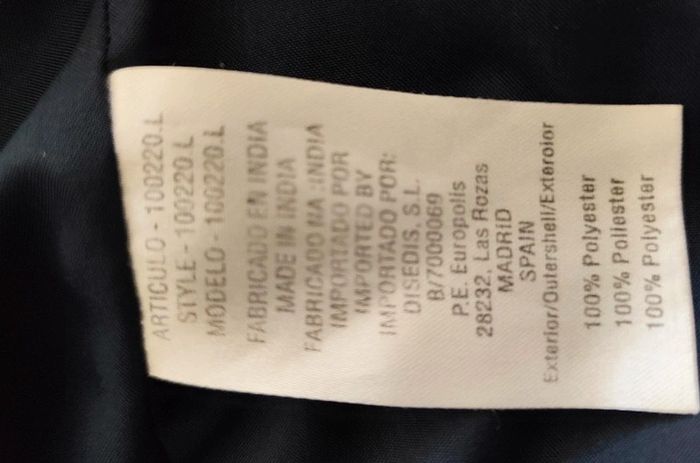 ARTICULO - 100220.L
STYLE - 100220.L
MODELO - 100220.L
FABRICADO EN INDIA
MADE IN INDIA
FABRICADO NA INDIA
IMPORTADO POR
IMPORTED BY
IMPORTADO POR:
DISEDIS, S.L.
B/7000069
P.E. Europolis
28232, Las Rozas
MADRID
SPAIN
Exterior/Outershell/Exteroior
100% Polyester
100% Poliester
100% Polyester